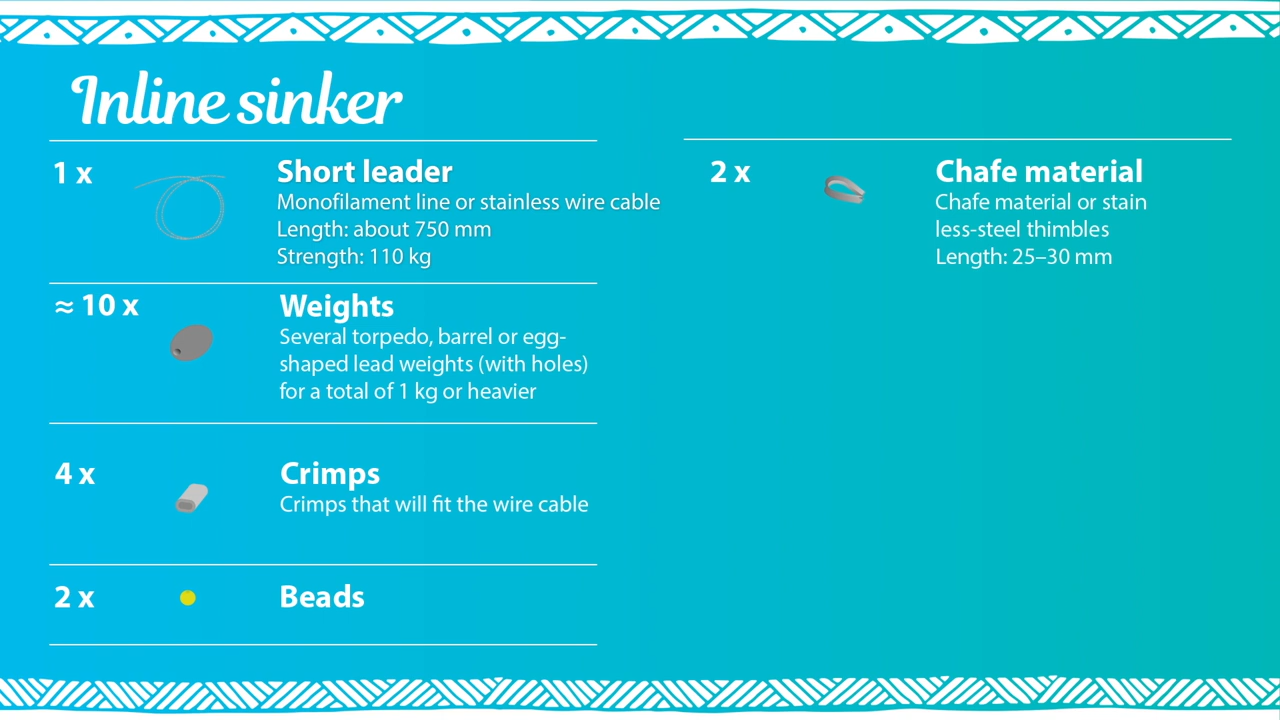 Inline sinker
1 x
Short leader
Monofilament line or stainless wire cable
Length: about 750 mm
Strength: 110 kg
≈ 10 x
Weights
Several torpedo, barrel or egg-
shaped lead weights (with holes)
for a total of 1 kg or heavier
4 x
Crimps
Crimps that will fit the wire cable
2 x
Beads
2 x
Chafe material
Chafe material or stain
less-steel thimbles
Length: 25–30 mm